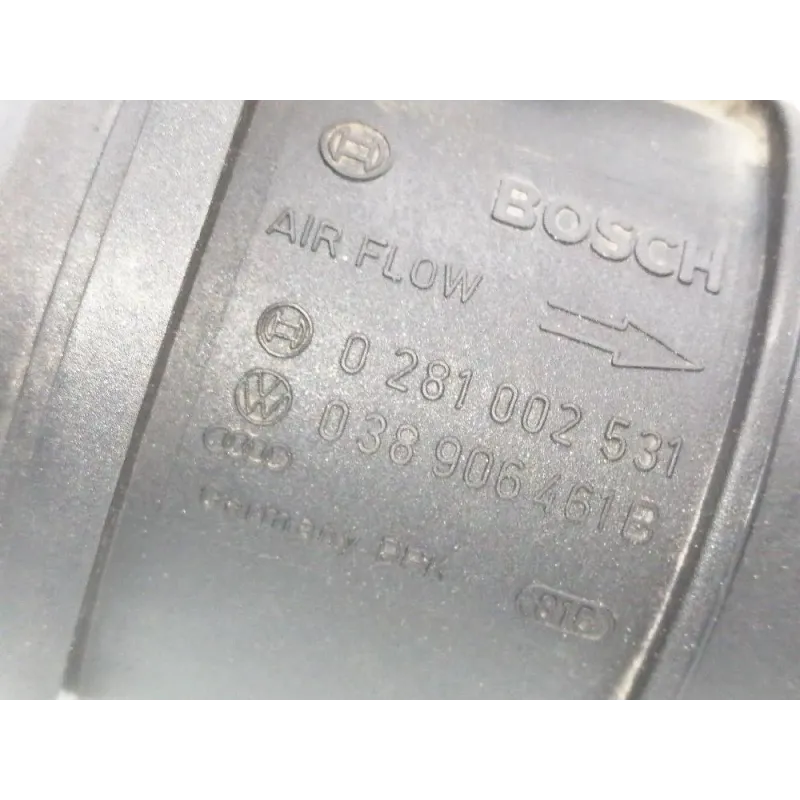 BOSCH
AIR FLOW
0 281 002 531
038 906 461 B
Germany